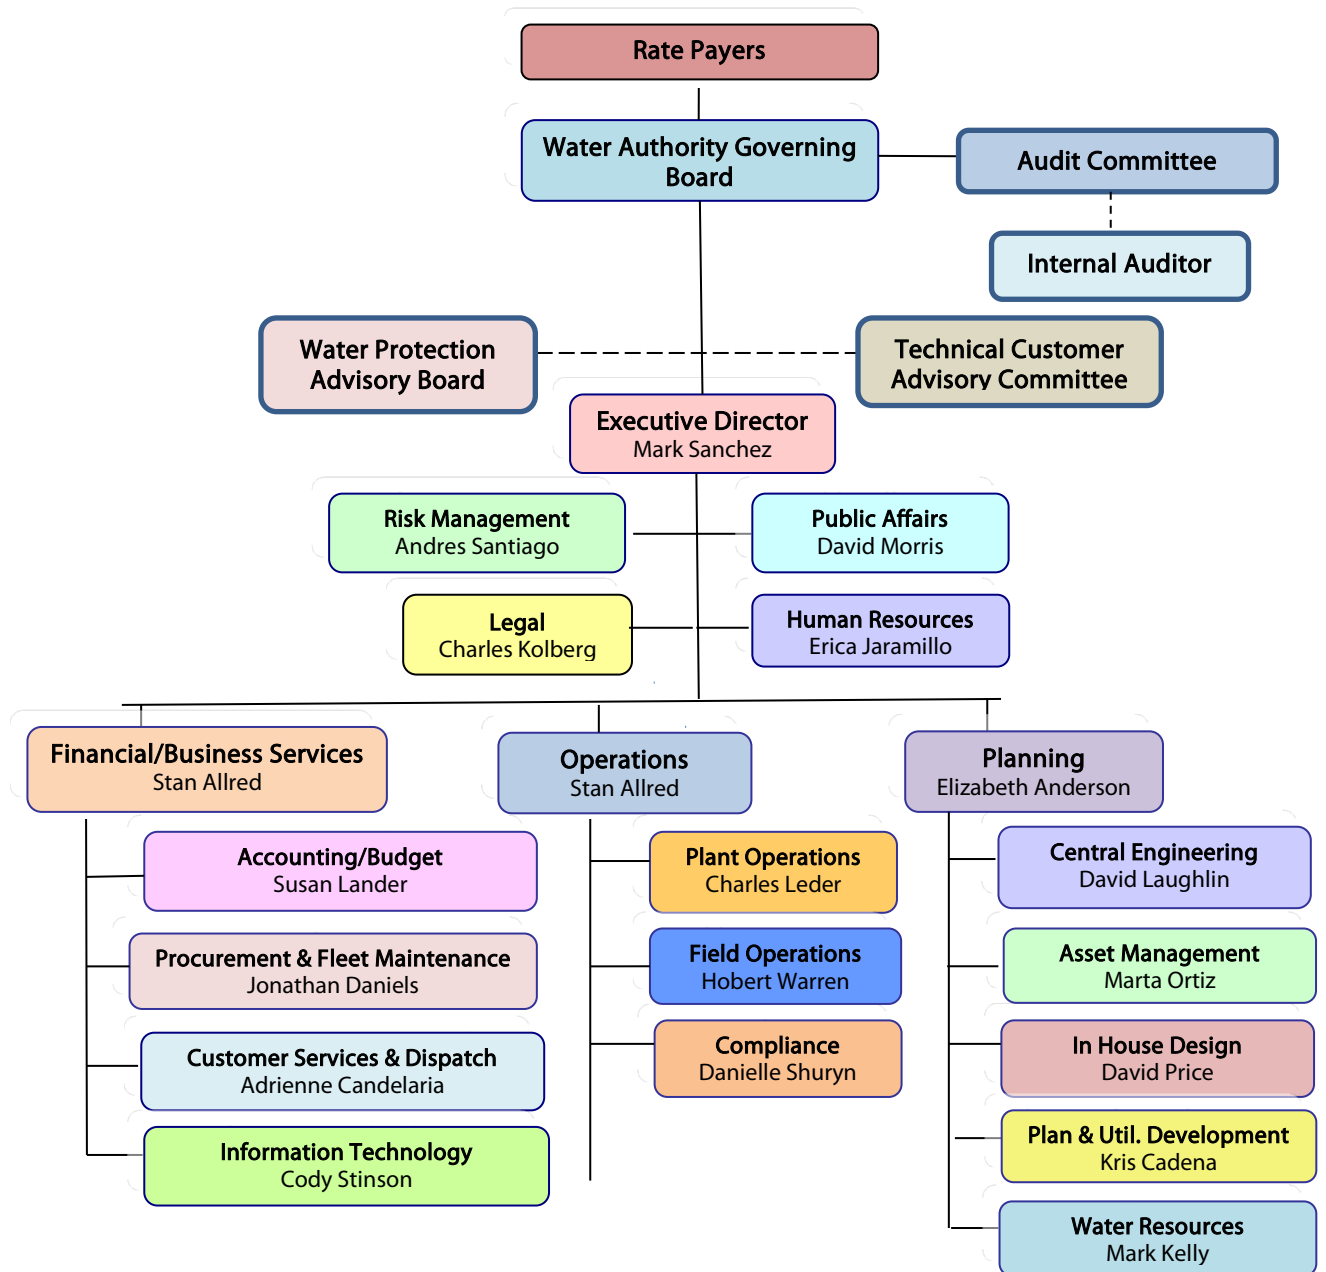 Rate Payers
Water Authority Governing
Board
Audit Committee
Internal Auditor
Water Protection
Advisory Board
Technical Customer
Advisory Committee
Executive Director
Mark Sanchez
Risk Management
Andres Santiago
Public Affairs
David Morris
Legal
Charles Kolberg
Human Resources
Erica Jaramillo
Financial/Business Services
Stan Allred
Operations
Stan Allred
Planning
Elizabeth Anderson
Accounting/Budget
Susan Lander
Procurement & Fleet Maintenance
Jonathan Daniels
Customer Services & Dispatch
Adrienne Candelaria
Information Technology
Cody Stinson
Plant Operations
Charles Leder
Field Operations
Hobert Warren
Compliance
Danielle Shuryn
Central Engineering
David Laughlin
Asset Management
Marta Ortiz
In House Design
David Price
Plan & Util. Development
Kris Cadena
Water Resources
Mark Kelly